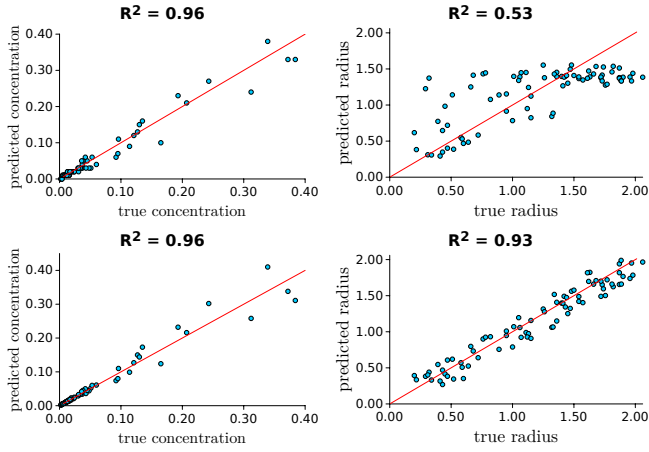 R² = 0.96
predicted concentration
0.40
0.30
0.20
0.10
0.00
0.00 0.10 0.20 0.30 0.40
true concentration
R² = 0.53
predicted radius
2.00
1.50
1.00
0.50
0.00
0.00 0.50 1.00 1.50 2.00
true radius
R² = 0.96
predicted concentration
0.40
0.30
0.20
0.10
0.00
0.00 0.10 0.20 0.30 0.40
true concentration
R² = 0.93
predicted radius
2.00
1.50
1.00
0.50
0.00
0.00 0.50 1.00 1.50 2.00
true radius